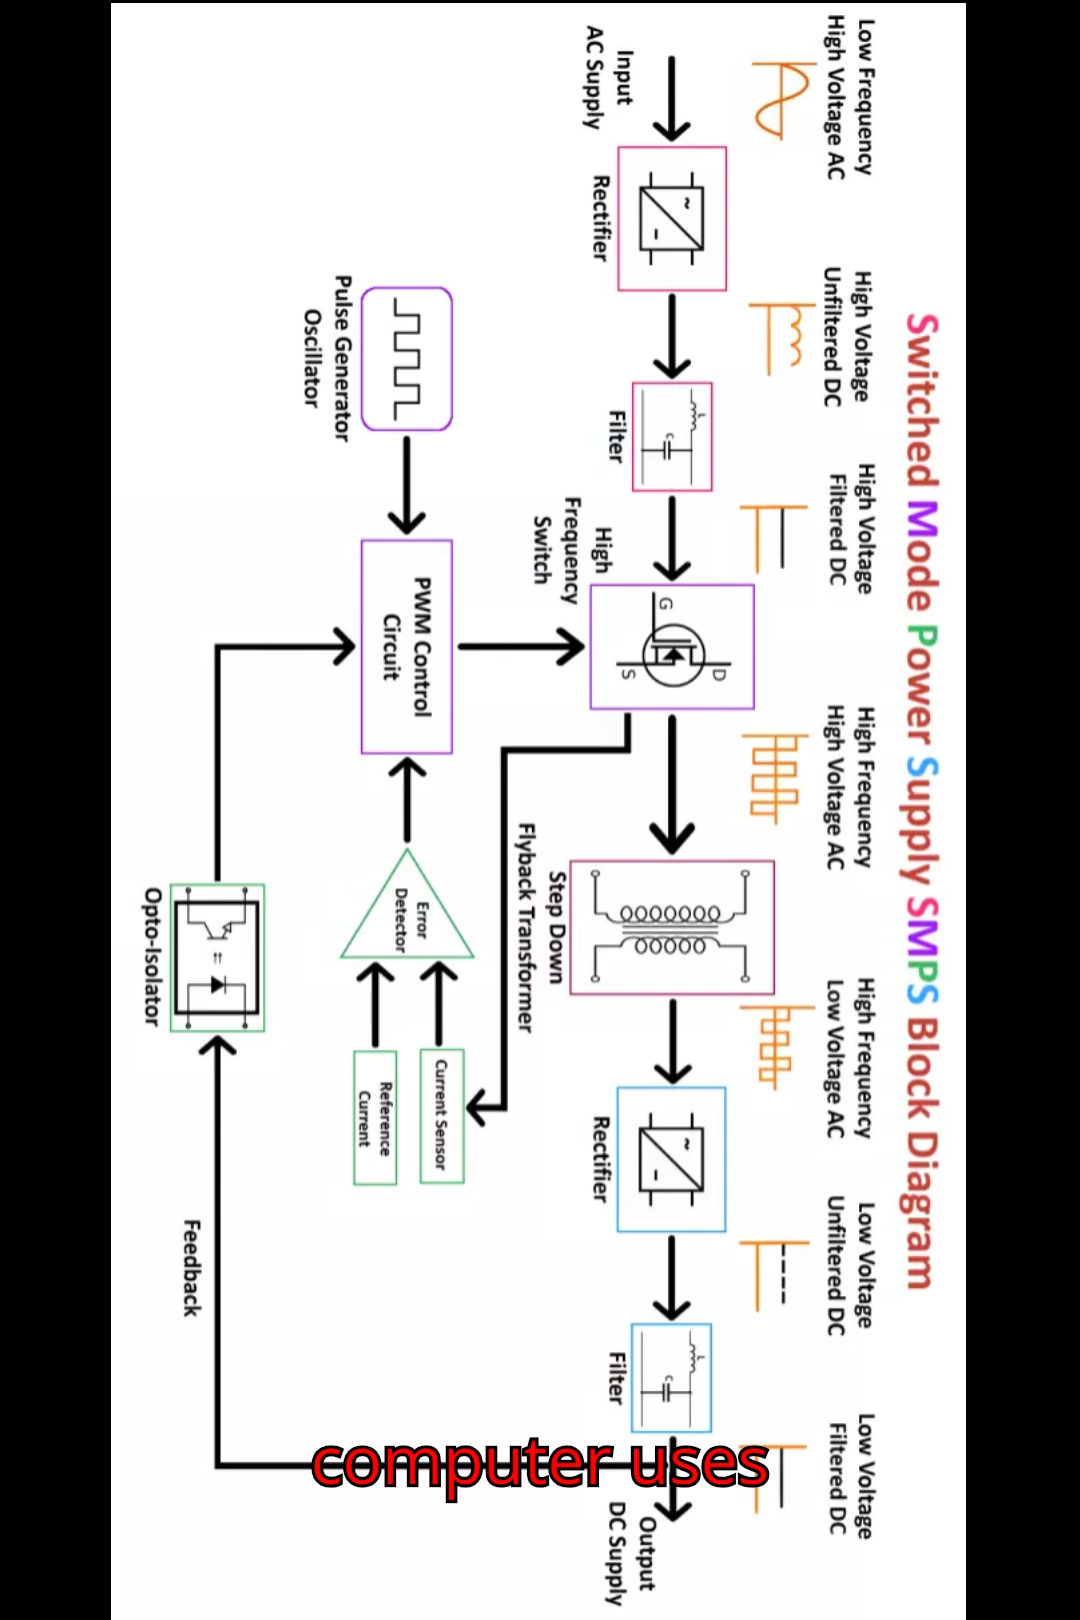 Switched Mode Power Supply SMPS Block Diagram
Low Frequency
High Voltage AC
High Voltage
Unfiltered DC
High Voltage
Filtered DC
High Frequency
High Voltage AC
High Frequency
Low Voltage AC
Low Voltage
Unfiltered DC
Low Voltage
Filtered DC
Input
AC Supply
~
-
Rectifier
L
C
Filter
G
D
S
High
Frequency
Switch
Step Down
Flyback Transformer
~
-
Rectifier
L
C
Filter
Output
DC Supply
Pulse Generator
Oscillator
PWM Control
Circuit
Error
Detector
Current Sensor
Reference
Current
Opto-Isolator
Feedback
computer uses